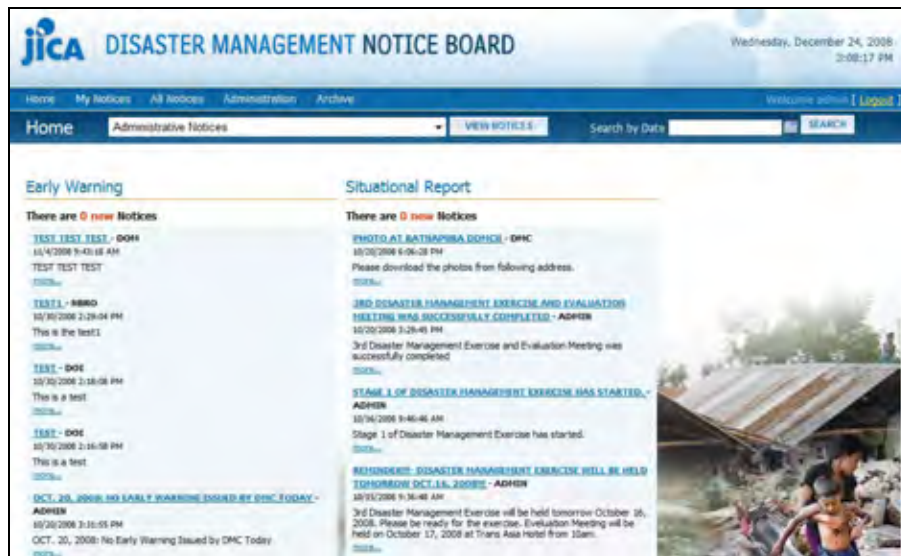 jICA DISASTER MANAGEMENT NOTICE BOARD
Wednesday, December 24, 2008
3:08:17 PM
Home My Notices All Notices Administration Archive
Welcome admin [ Logout ]
Home Administrative Notices VIEW NOTICES Search by Date SEARCH
Early Warning
There are 0 new Notices
TEST TEST TEST - DOM
11/4/2008 9:43:18 AM
TEST TEST TEST
more...
TEST1 - NBRO
10/30/2008 2:29:04 PM
This is the test1
more...
TEST - DOI
10/30/2008 2:18:08 PM
This is a test
more...
TEST - DOI
10/30/2008 2:16:58 PM
This is a test
more...
OCT. 20, 2008: NO EARLY WARNING ISSUED BY DMC TODAY -
ADMIN
10/20/2008 3:31:55 PM
OCT. 20, 2008: No Early Warning Issued by DMC Today
more...
Situational Report
There are 0 new Notices
PHOTO AT RATNAPURA DDMCU - DMC
10/20/2008 6:06:28 PM
Please download the photos from following address.
more...
3RD DISASTER MANAGEMENT EXERCISE AND EVALUATION
MEETING WAS SUCCESSFULLY COMPLETED - ADMIN
10/20/2008 3:29:45 PM
3rd Disaster Management Exercise and Evaluation Meeting was
successfully completed
more...
STAGE 1 OF DISASTER MANAGEMENT EXERCISE HAS STARTED. -
ADMIN
10/16/2008 9:46:46 AM
Stage 1 of Disaster Management Exercise has started.
more...
REMINDER!!! DISASTER MANAGEMENT EXERCISE WILL BE HELD
TOMORROW OCT.16, 2008!!! - ADMIN
10/15/2008 9:36:48 AM
3rd Disaster Management Exercise will be held tomorrow October 16,
2008. Please be ready for the exercise. Evaluation Meeting will be
held on October 17, 2008 at Trans Asia Hotel from 10am.
more...